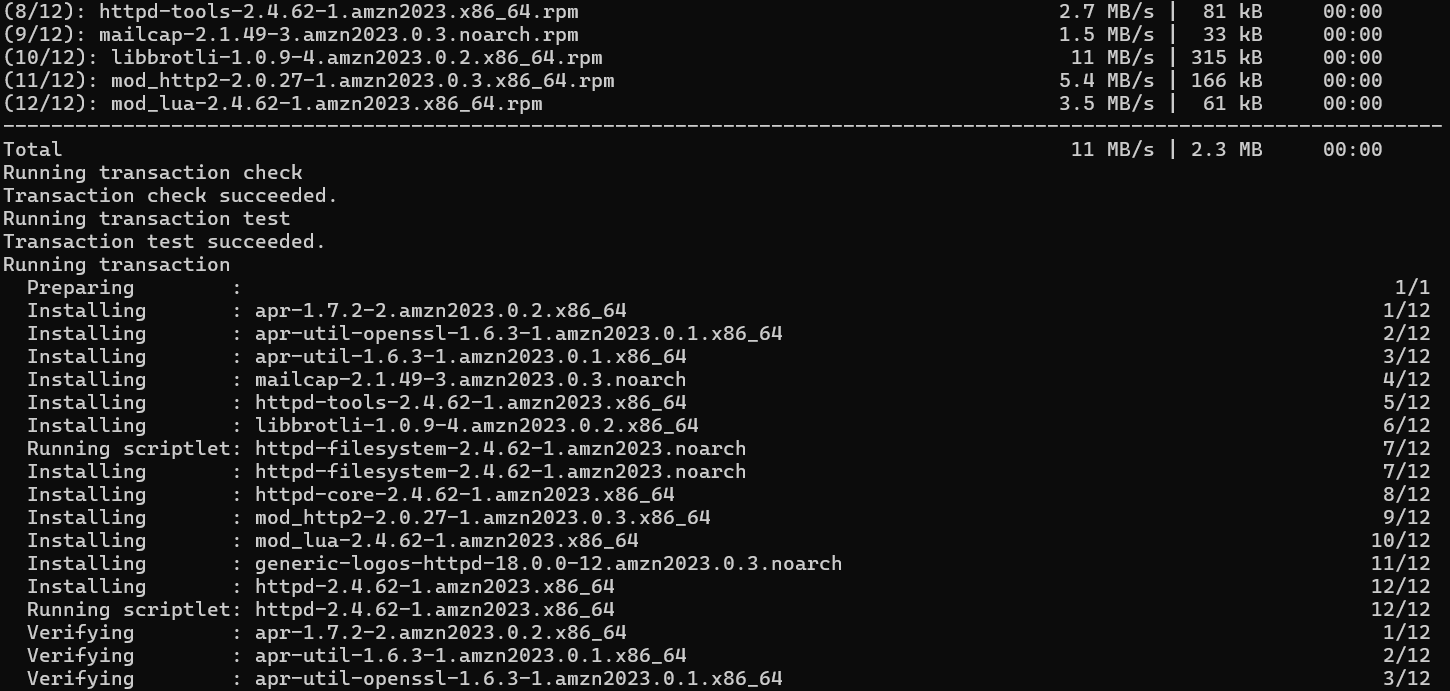 (8/12): httpd-tools-2.4.62-1.amzn2023.x86_64.rpm 2.7 MB/s | 81 kB 00:00
(9/12): mailcap-2.1.49-3.amzn2023.0.3.noarch.rpm 1.5 MB/s | 33 kB 00:00
(10/12): libbrotli-1.0.9-4.amzn2023.0.2.x86_64.rpm 11 MB/s | 315 kB 00:00
(11/12): mod_http2-2.0.27-1.amzn2023.0.3.x86_64.rpm 5.4 MB/s | 166 kB 00:00
(12/12): mod_lua-2.4.62-1.amzn2023.x86_64.rpm 3.5 MB/s | 61 kB 00:00
------------------------------------------------------------------------------------------------------------------------
Total 11 MB/s | 2.3 MB 00:00
Running transaction check
Transaction check succeeded.
Running transaction test
Transaction test succeeded.
Running transaction
  Preparing        : 1/1
  Installing       : apr-1.7.2-2.amzn2023.0.2.x86_64 1/12
  Installing       : apr-util-openssl-1.6.3-1.amzn2023.0.1.x86_64 2/12
  Installing       : apr-util-1.6.3-1.amzn2023.0.1.x86_64 3/12
  Installing       : mailcap-2.1.49-3.amzn2023.0.3.noarch 4/12
  Installing       : httpd-tools-2.4.62-1.amzn2023.x86_64 5/12
  Installing       : libbrotli-1.0.9-4.amzn2023.0.2.x86_64 6/12
  Running scriptlet: httpd-filesystem-2.4.62-1.amzn2023.noarch 7/12
  Installing       : httpd-filesystem-2.4.62-1.amzn2023.noarch 7/12
  Installing       : httpd-core-2.4.62-1.amzn2023.x86_64 8/12
  Installing       : mod_http2-2.0.27-1.amzn2023.0.3.x86_64 9/12
  Installing       : mod_lua-2.4.62-1.amzn2023.x86_64 10/12
  Installing       : generic-logos-httpd-18.0.0-12.amzn2023.0.3.noarch 11/12
  Installing       : httpd-2.4.62-1.amzn2023.x86_64 12/12
  Running scriptlet: httpd-2.4.62-1.amzn2023.x86_64 12/12
  Verifying        : apr-1.7.2-2.amzn2023.0.2.x86_64 1/12
  Verifying        : apr-util-1.6.3-1.amzn2023.0.1.x86_64 2/12
  Verifying        : apr-util-openssl-1.6.3-1.amzn2023.0.1.x86_64 3/12